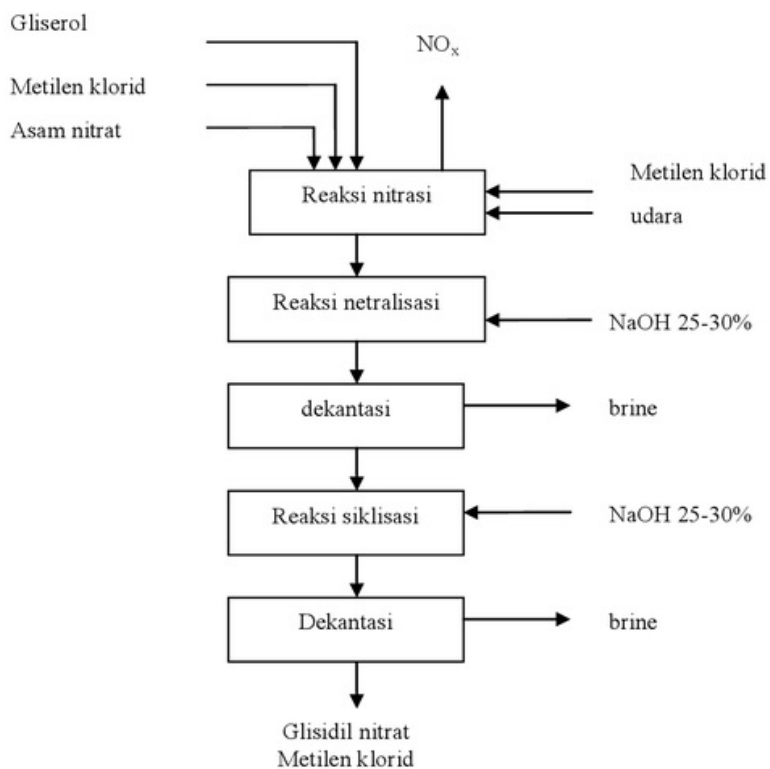 Gliserol
NOx
Metilen klorid
Asam nitrat
Reaksi nitrasi
Metilen klorid
udara
Reaksi netralisasi
NaOH 25-30%
dekantasi
brine
Reaksi siklisasi
NaOH 25-30%
Dekantasi
brine
Glisidil nitrat
Metilen klorid